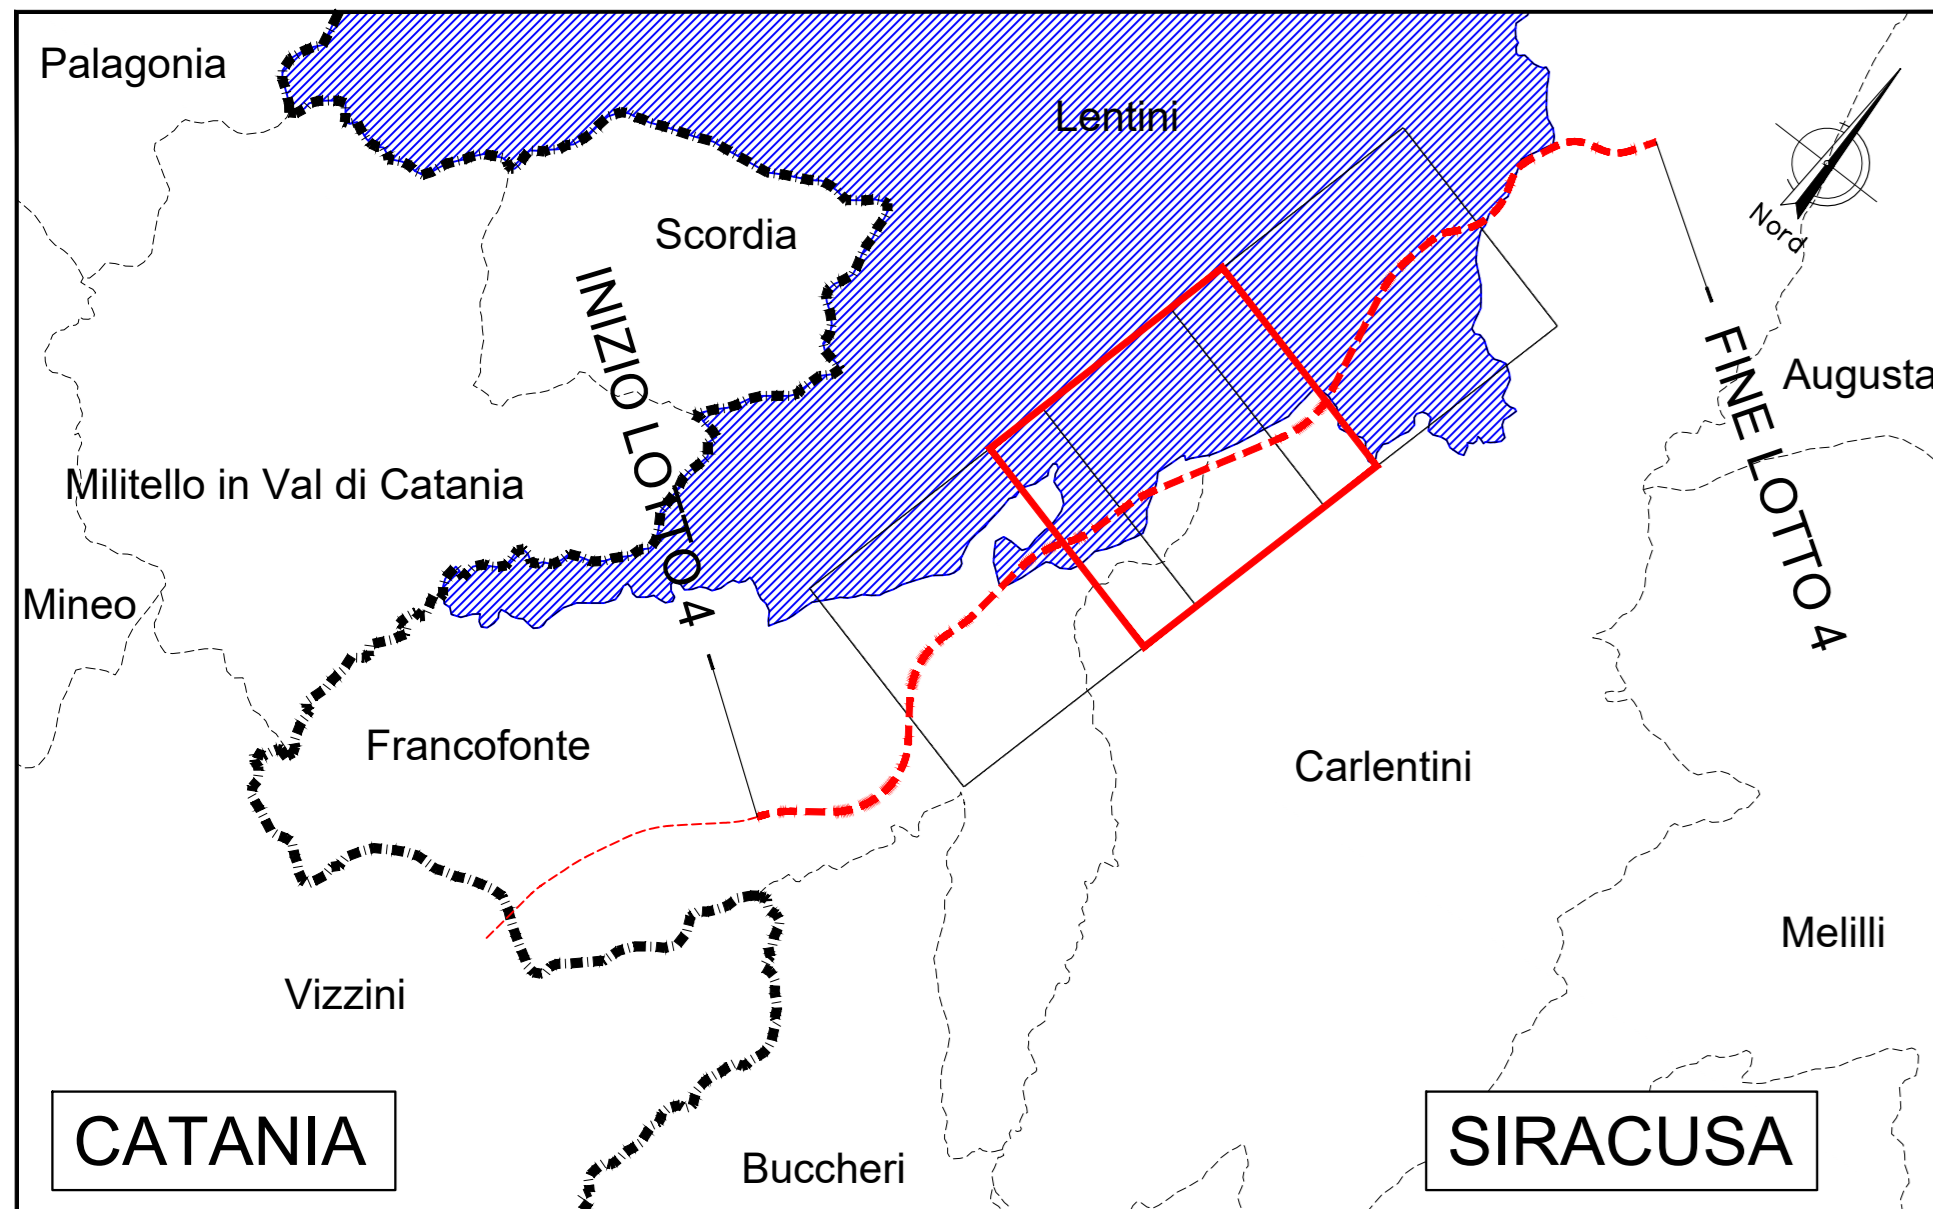 Palagonia
Lentini
Scordia
Nord
INIZIO LOTTO 4
FINE LOTTO 4
Augusta
Militello in Val di Catania
Mineo
Francofonte
Carlentini
Melilli
Vizzini
CATANIA
SIRACUSA
Buccheri